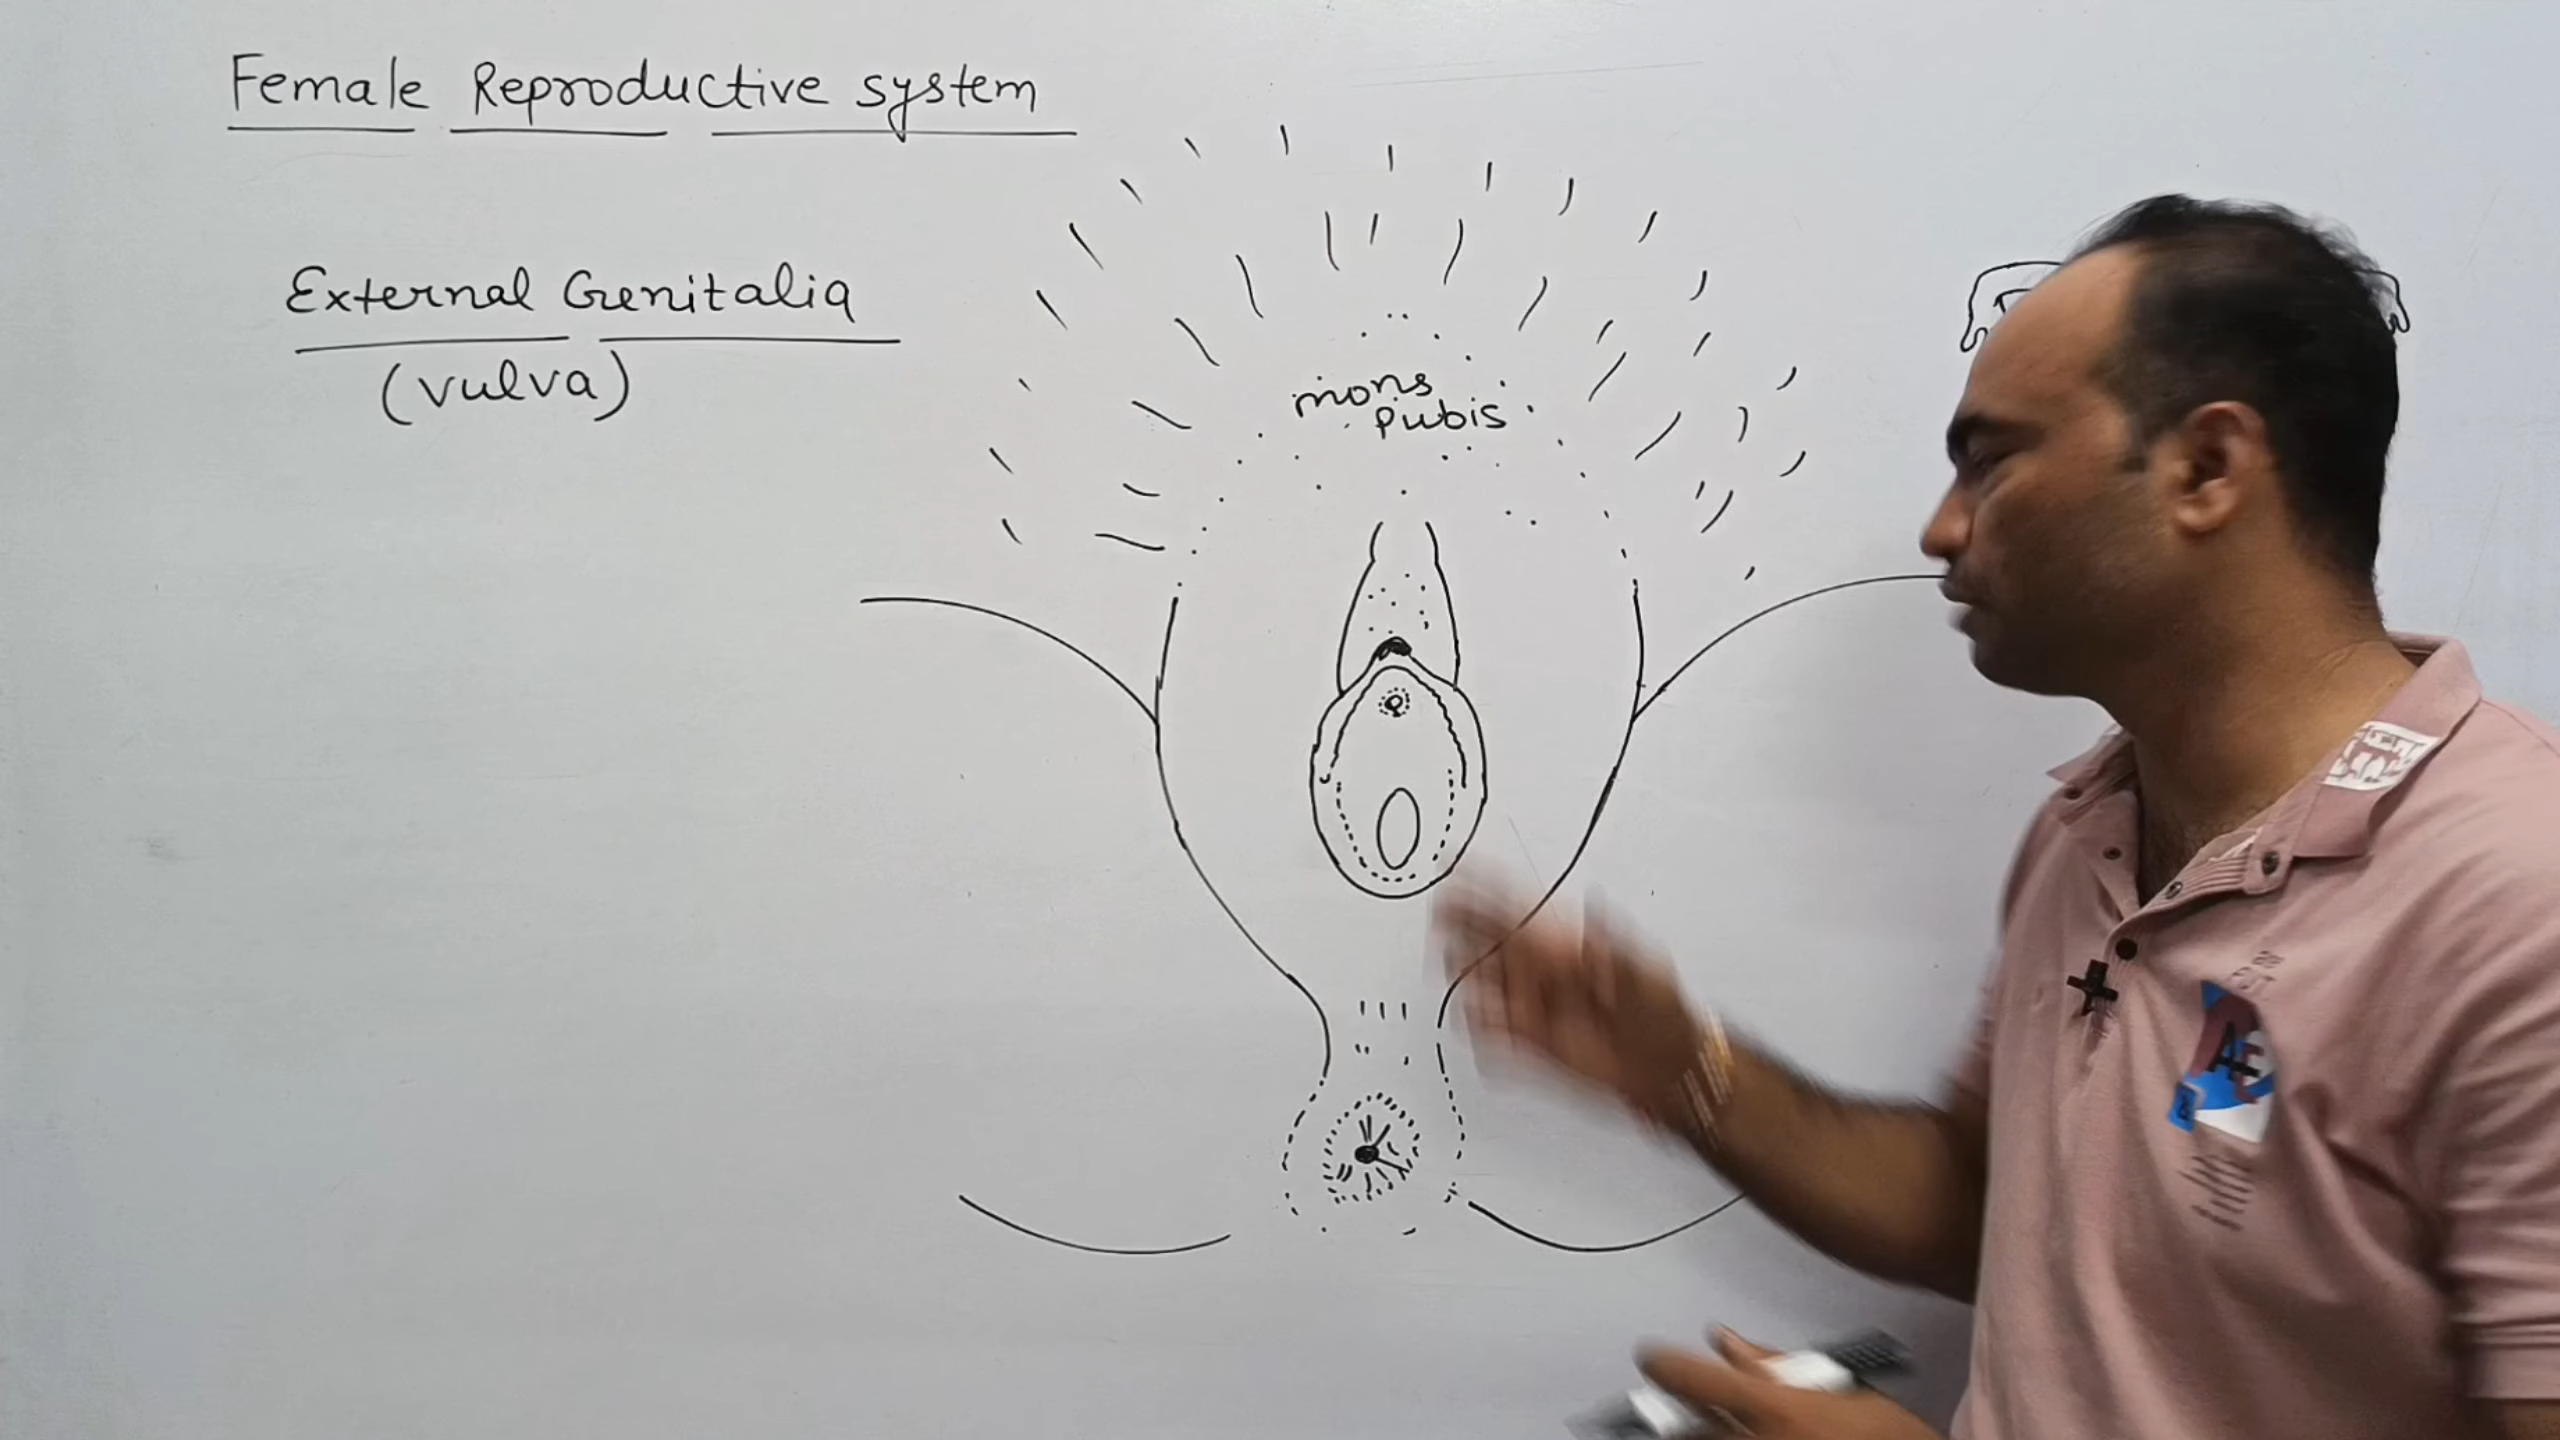 Female Reproductive system
External Genitalia
(vulva)
mons
pubis